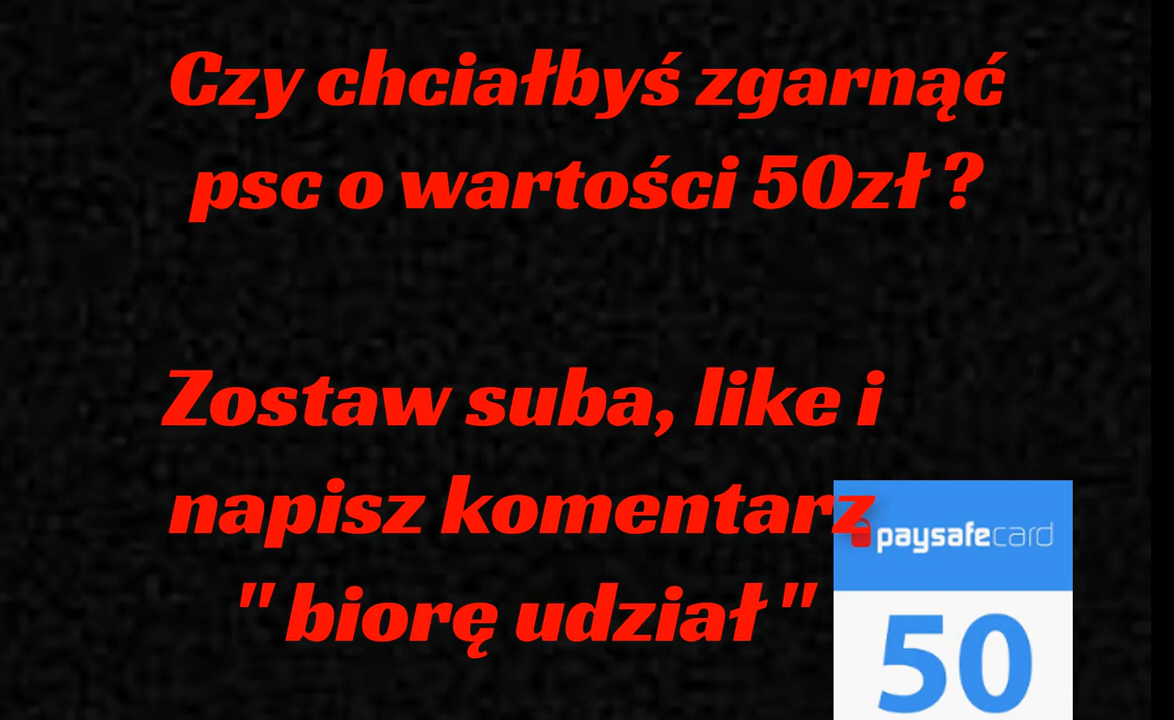 Czy chciałbyś zgarnąć
psc o wartości 50zł ?
Zostaw suba, like i
napisz komentarz
" biorę udział "
paysafecard
50